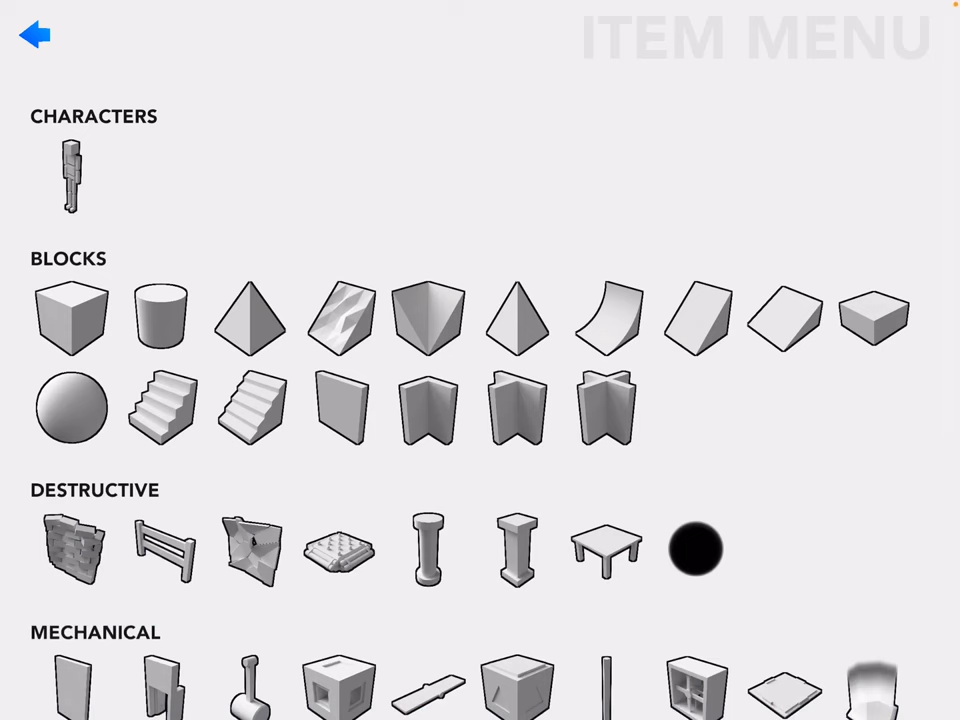 ITEM MENU
CHARACTERS
BLOCKS
DESTRUCTIVE
MECHANICAL